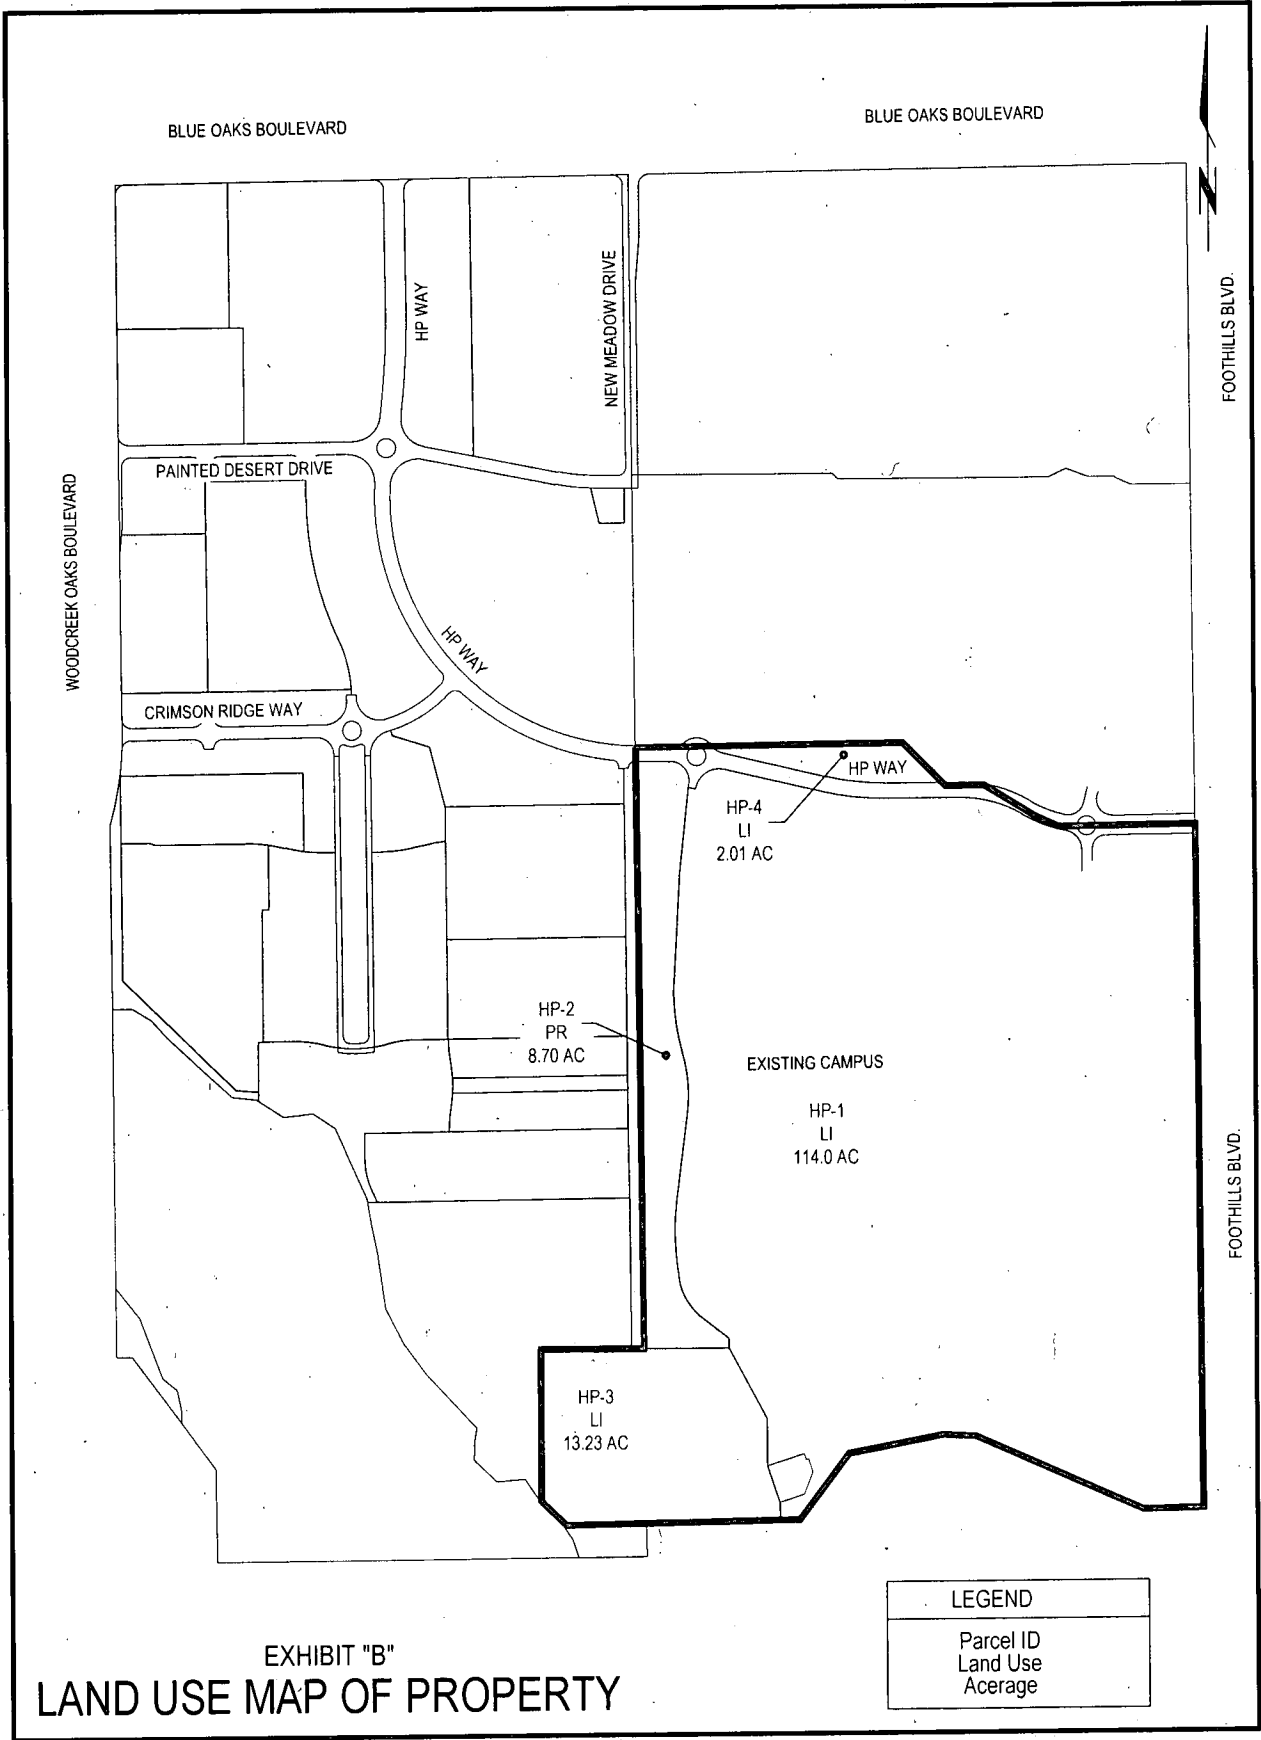 BLUE OAKS BOULEVARD
BLUE OAKS BOULEVARD
N
HP WAY
NEW MEADOW DRIVE
FOOTHILLS BLVD.
PAINTED DESERT DRIVE
WOODCREEK OAKS BOULEVARD
HP WAY
CRIMSON RIDGE WAY
HP WAY
HP-4
LI
2.01 AC
HP-2
PR
8.70 AC
EXISTING CAMPUS
HP-1
LI
114.0 AC
FOOTHILLS BLVD.
HP-3
LI
13.23 AC
LEGEND
Parcel ID
Land Use
Acerage
EXHIBIT "B"
LAND USE MAP OF PROPERTY